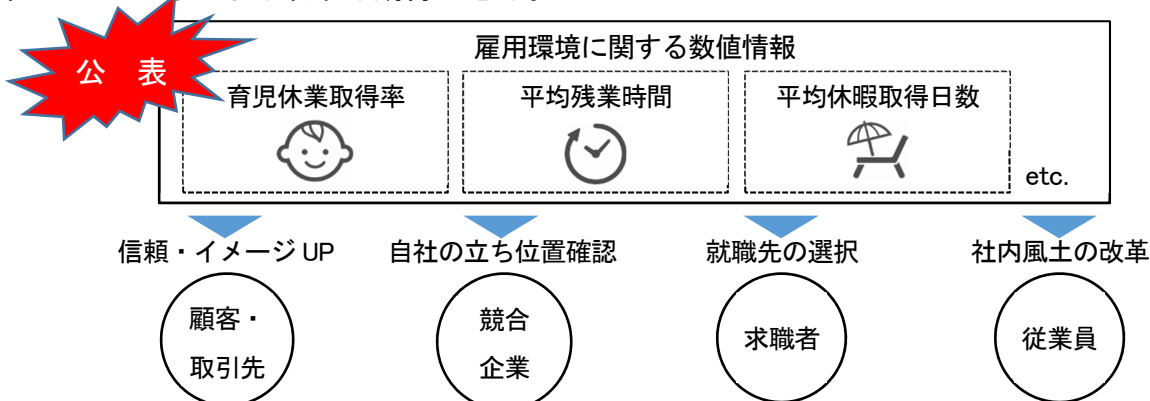 公 表
雇用環境に関する数値情報
育児休業取得率
平均残業時間
平均休暇取得日数
etc.
信頼・イメージ UP
自社の立ち位置確認
就職先の選択
社内風土の改革
顧客・
取引先
競合
企業
求職者
従業員